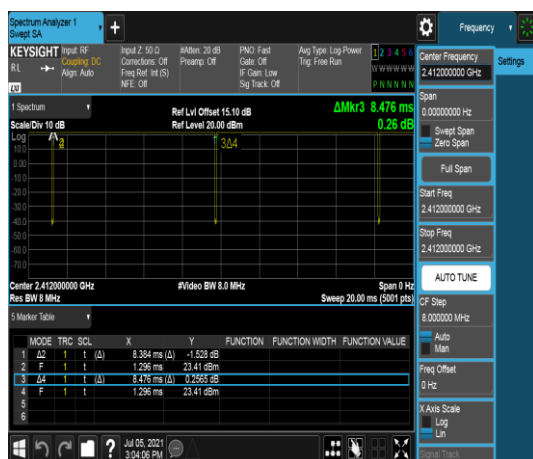 Spectrum Analyzer 1
Swept SA
+
Frequency
KEYSIGHT
RL
Input: RF
Coupling: DC
Align: Auto
Input Z: 50 Ω
Corrections: Off
Freq Ref: Int (S)
NFE: Off
#Atten: 20 dB
Preamp: Off
PNO: Fast
Gate: Off
IF Gain: Low
Sig Track: Off
Avg Type: Log-Power
Trig: Free Run
1 2 3 4 5 6
W W W W W W
P N N N N N
Center Frequency
2.412000000 GHz
Settings
Span
0.00000000 Hz
Swept Span
Zero Span
Full Span
Start Freq
2.412000000 GHz
Stop Freq
2.412000000 GHz
AUTO TUNE
CF Step
8.000000 MHz
Auto
Man
Freq Offset
0 Hz
X Axis Scale
Log
Lin
Signal Track
1 Spectrum
Scale/Div 10 dB
Ref Lvl Offset 15.10 dB
Ref Level 20.00 dBm
ΔMkr3 8.476 ms
0.26 dB
Log
10.0
0.00
-10.0
-20.0
-30.0
-40.0
-50.0
-60.0
-70.0
3Δ4
Center 2.412000000 GHz
Res BW 8 MHz
#Video BW 8.0 MHz
Span 0 Hz
Sweep 20.00 ms (5001 pts)
5 Marker Table
MODE TRC SCL X Y FUNCTION FUNCTION WIDTH FUNCTION VALUE
1 Δ2 1 t (Δ) 8.384 ms (Δ) -1.528 dB
2 F 1 t 1.296 ms 23.41 dBm
3 Δ4 1 t (Δ) 8.476 ms (Δ) 0.2565 dB
4 F 1 t 1.296 ms 23.41 dBm
5
6
?
Jul 05, 2021
3:04:06 PM